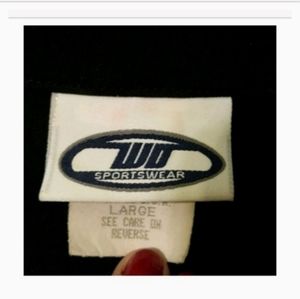 WD
SPORTSWEAR
LARGE
SEE CARE ON
REVERSE